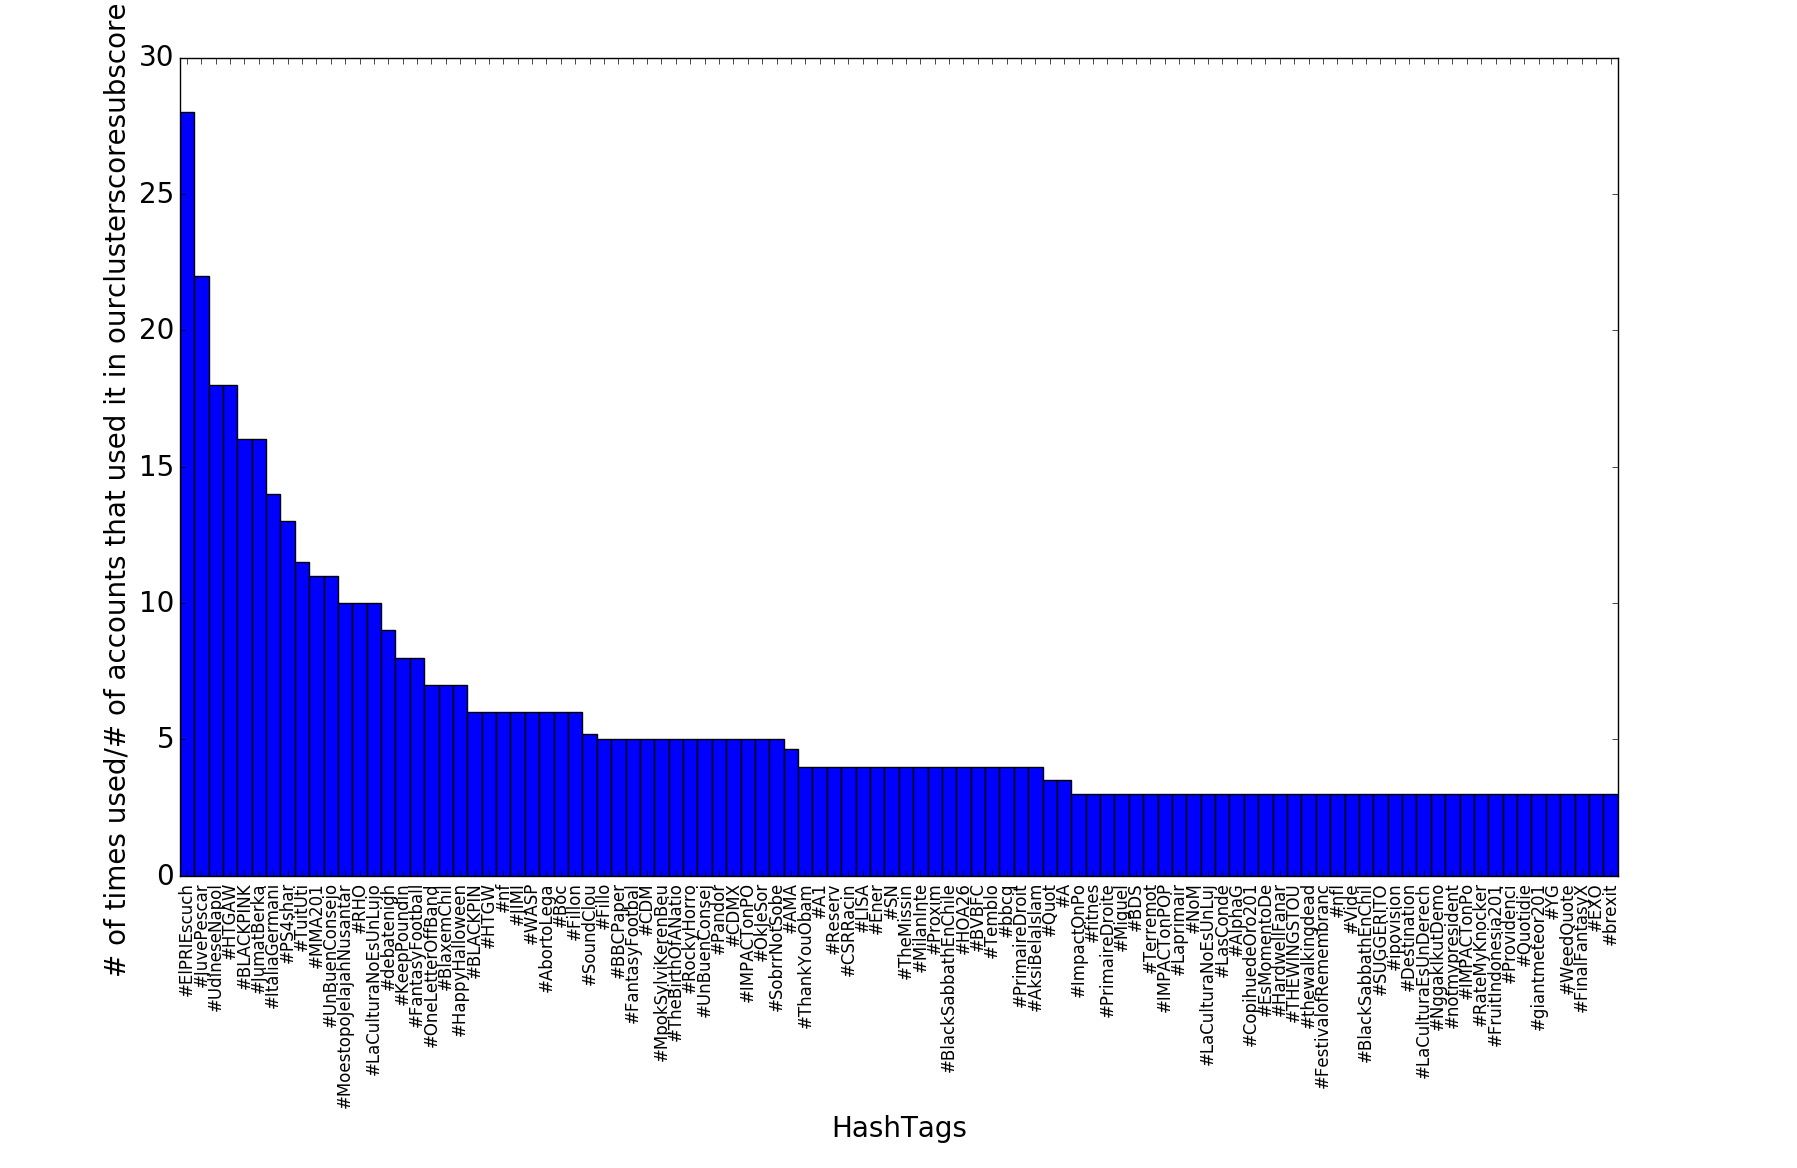 # of times used/# of accounts that used it in ourclusterscoresubscore
30
25
20
15
10
5
0
#ElPRIEscuch
#JuvePescar
#UdineseNapol
#HTGAW
#BLACKPINK
#JumatBerka
#ItaliaGermani
#PS4shar
#TuitUti
#MMA201
#UnBuenConsejo
#MoestopoJelajahNusantar
#RHO
#LaCulturaNoEsUnLujo
#debatenigh
#KeepPoundin
#FantasyFootball
#OneLetterOffBand
#BlaxemChil
#HappyHalloween
#BLACKPIN
#HTGW
#nf
#JIMI
#WASP
#AbortoLega
#Boc
#Fillon
#SoundClou
#Fillo
#BBCPaper
#FantasyFootbal
#CDM
#MpokSylviKerenBeu
#TheBirthOfANatio
#RockyHorro
#UnBuenConsej
#Pandor
#CDMX
#IMPACTonPO
#OkJeSor
#SobrrNotSobe
#AMA
#ThankYouObam
#A1
#Reserv
#CSRRacin
#LISA
#Ener
#SN
#TheMissin
#MilanInte
#Proxim
#BlackSabbathEnChile
#HOA26
#BVBFC
#Temblo
#bbcq
#PrimaireDroit
#AksiBelaIslam
#Quot
#A
#ImpactOnPo
#fitnes
#PrimaireDroite
#Miquel
#BDS
#Terremot
#IMPACTonPOP
#Laprimair
#NoM
#LaCulturaNoEsUnLuj
#LasConde
#AlphaG
#CopihuedeOro201
#EsMomentoDe
#HardwellFanar
#THEWINGSTOU
#thewalkingdead
#FestivalofRemembranc
#nfl
#Vide
#BlackSabbathEnChil
#SUGGERITO
#ipovision
#Destination
#LaCulturaEsUnDerech
#NggakIkutDemo
#notmypresident
#IMPACTonPo
#RateMyKnocker
#FruitIndonesia201
#Providenci
#Quotidie
#giantmeteor201
#YG
#WeedQuote
#FinalFantasyX
#EXO
#brexit
HashTags